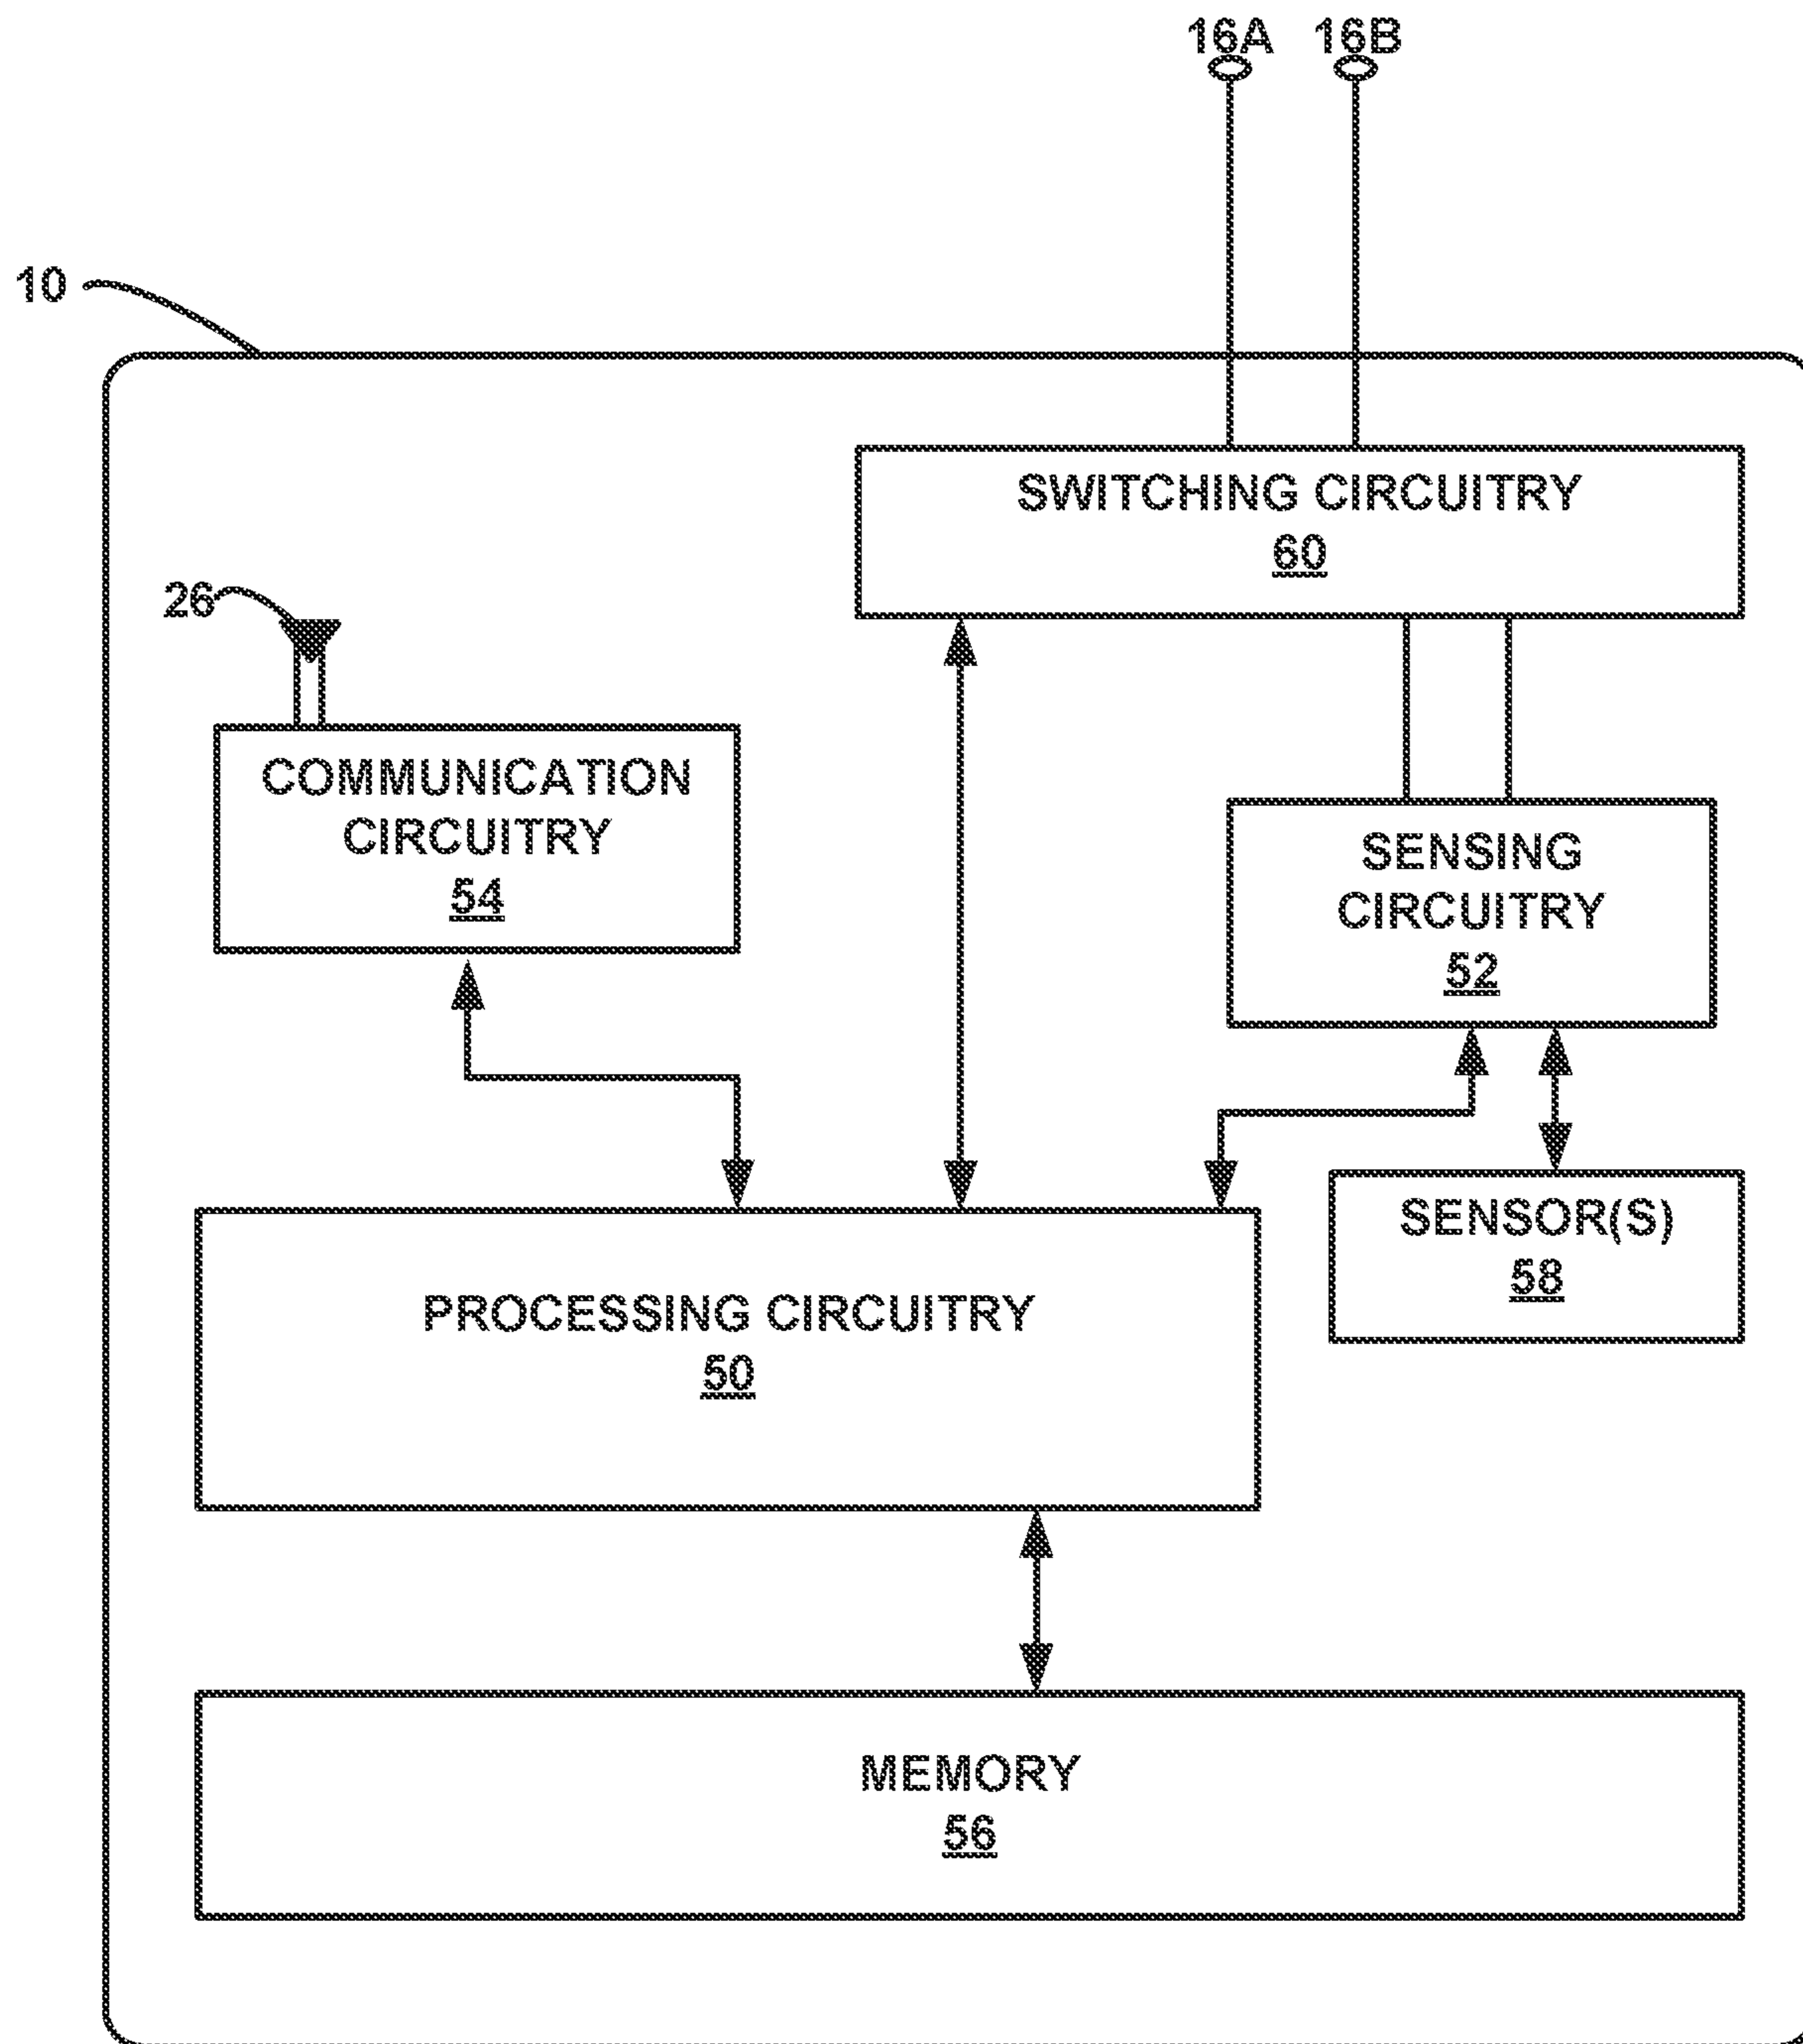 16A 16B
10
SWITCHING CIRCUITRY
60
26
COMMUNICATION
CIRCUITRY
54
SENSING
CIRCUITRY
52
SENSOR(S)
58
PROCESSING CIRCUITRY
50
MEMORY
56